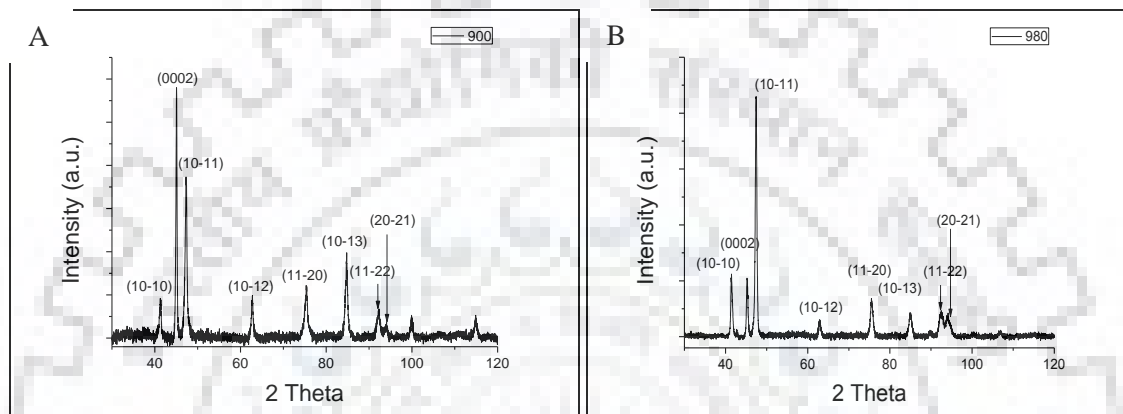 A
900
(0002)
(10-11)
(20-21)
(10-13)
(11-22)
(11-20)
(10-10)
(10-12)
Intensity (a.u.)
40 60 80 100 120
2 Theta
B
980
(10-11)
(20-21)
(0002)
(10-10)
(11-20)
(11-22)
(10-13)
(10-12)
Intensity (a.u.)
40 60 80 100 120
2 Theta